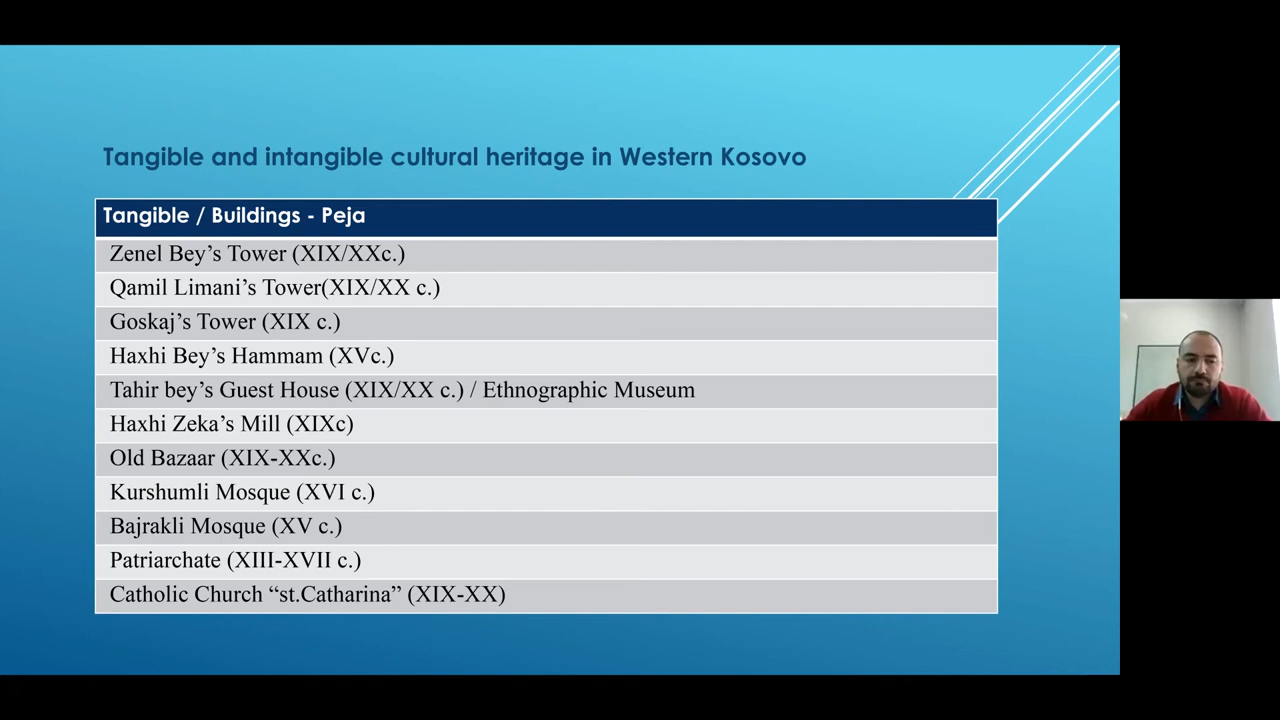 Tangible and intangible cultural heritage in Western Kosovo
Tangible / Buildings - Peja
Zenel Bey’s Tower (XIX/XXc.)
Qamil Limani’s Tower(XIX/XX c.)
Goskaj’s Tower (XIX c.)
Haxhi Bey’s Hammam (XVc.)
Tahir bey’s Guest House (XIX/XX c.) / Ethnographic Museum
Haxhi Zeka’s Mill (XIXc)
Old Bazaar (XIX-XXc.)
Kurshumli Mosque (XVI c.)
Bajrakli Mosque (XV c.)
Patriarchate (XIII-XVII c.)
Catholic Church “st.Catharina” (XIX-XX)